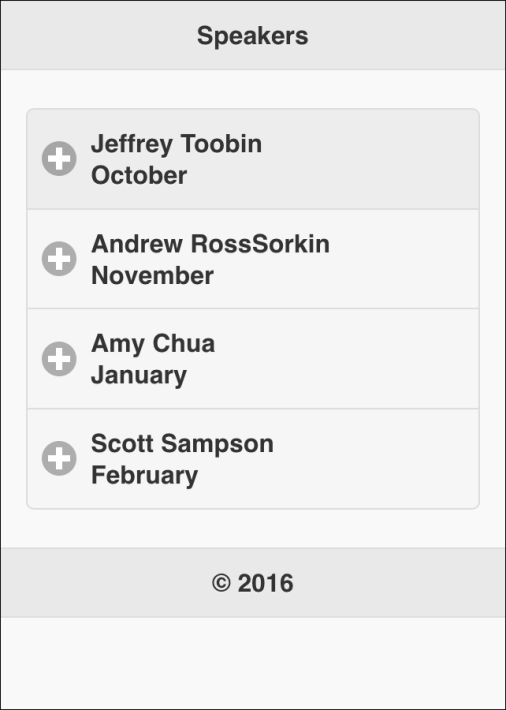 Speakers
Jeffrey Toobin
October
Andrew RossSorkin
November
Amy Chua
January
Scott Sampson
February
© 2016